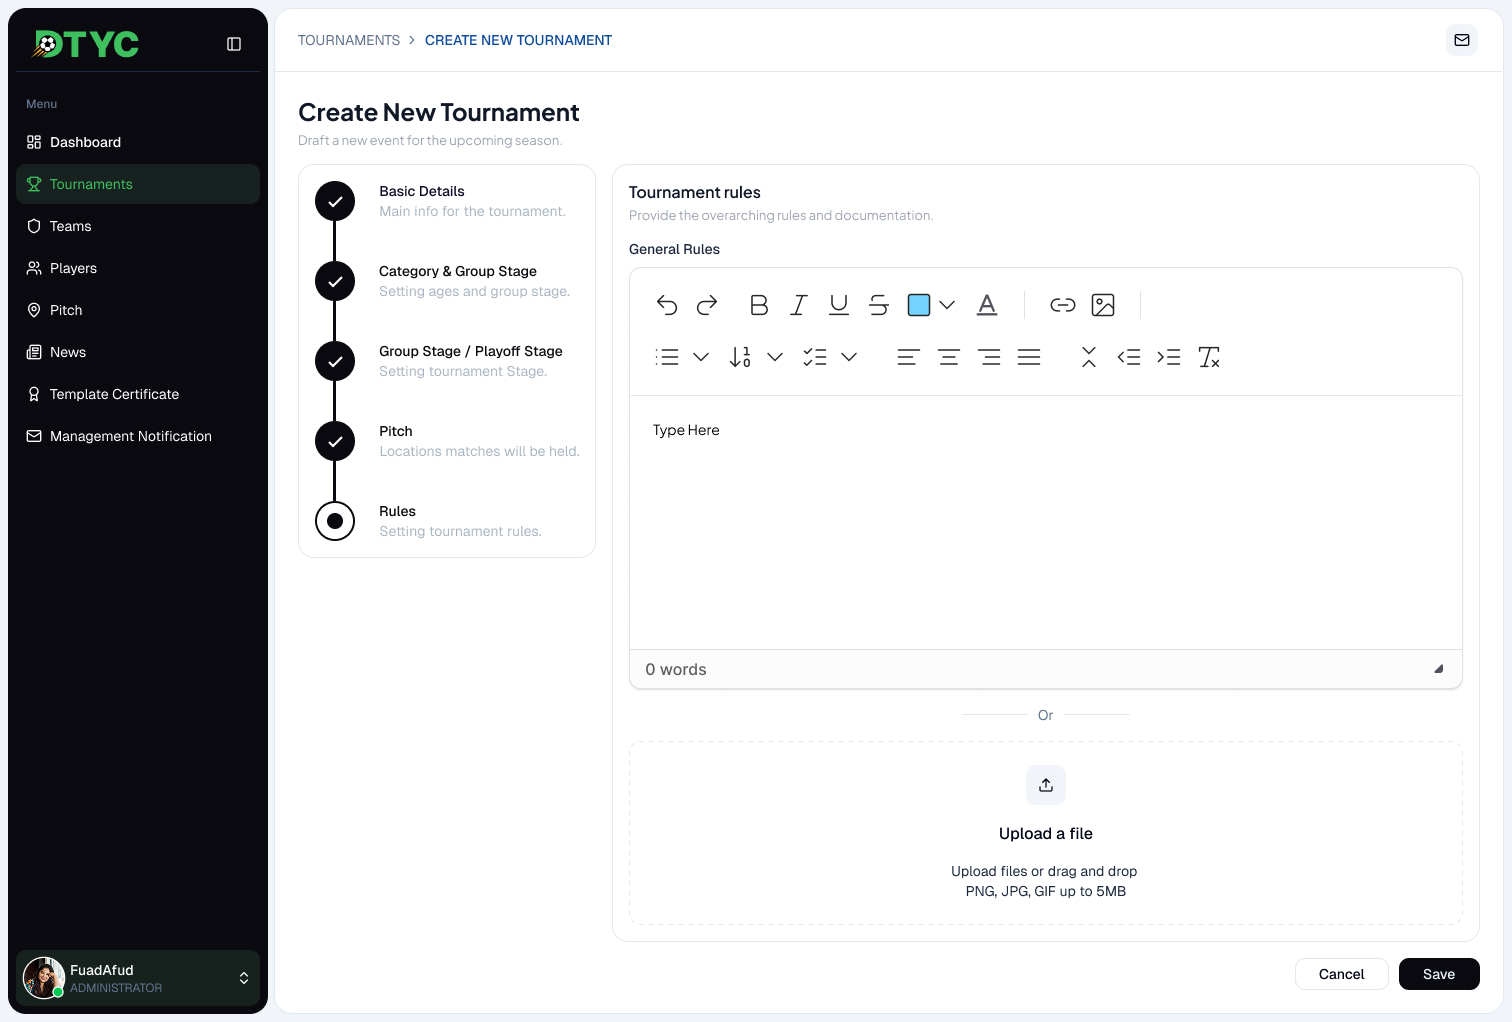 DTYC
TOURNAMENTS > CREATE NEW TOURNAMENT
Menu
Dashboard
Tournaments
Teams
Players
Pitch
News
Template Certificate
Management Notification
FuadAfud
ADMINISTRATOR
Create New Tournament
Draft a new event for the upcoming season.
Basic Details
Main info for the tournament.
Category & Group Stage
Setting ages and group stage.
Group Stage / Playoff Stage
Setting tournament Stage.
Pitch
Locations matches will be held.
Rules
Setting tournament rules.
Tournament rules
Provide the overarching rules and documentation.
General Rules
Type Here
0 words
Or
Upload a file
Upload files or drag and drop
PNG, JPG, GIF up to 5MB
Cancel
Save